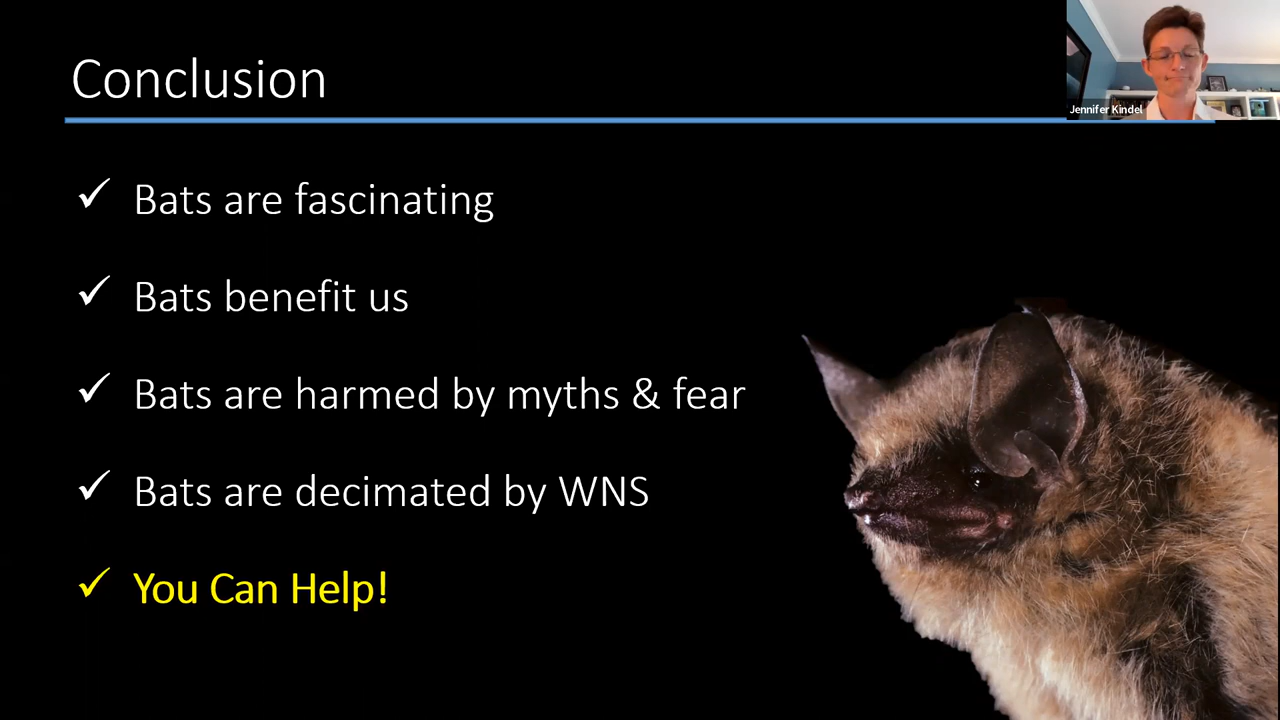 Conclusion
Jennifer Kindel
✓ Bats are fascinating
✓ Bats benefit us
✓ Bats are harmed by myths & fear
✓ Bats are decimated by WNS
✓ You Can Help!